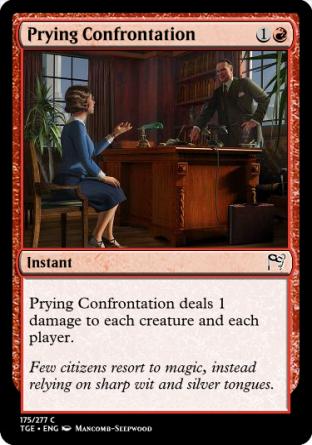 Prying Confrontation 1
Instant
Prying Confrontation deals 1
damage to each creature and each
player.
Few citizens resort to magic, instead
relying on sharp wit and silver tongues.
175/277 C
TGE • ENG Mancomb-Seepwood